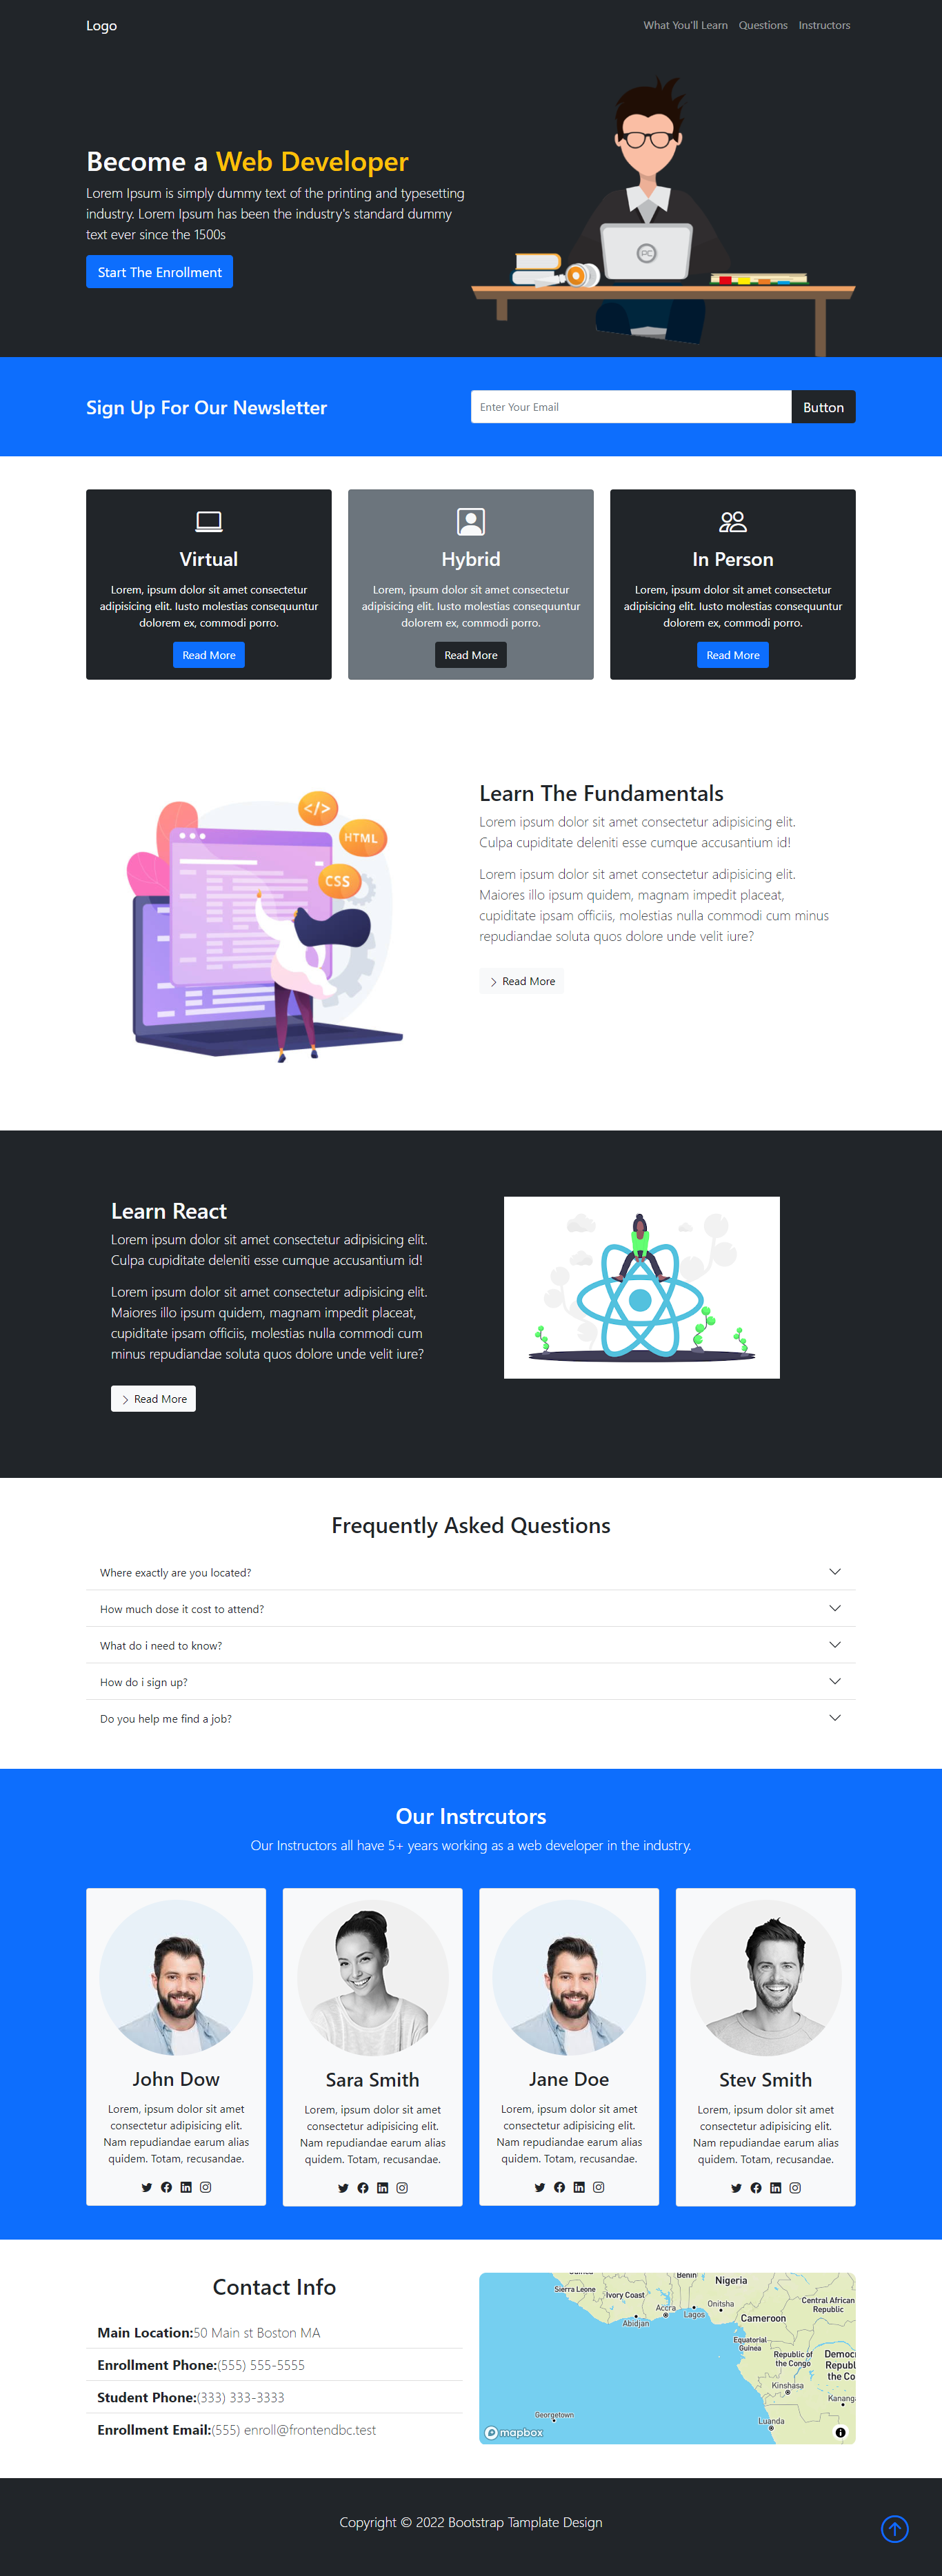 Logo
What You'll Learn
Questions
Instructors
Become a Web Developer
Lorem Ipsum is simply dummy text of the printing and typesetting
industry. Lorem Ipsum has been the industry's standard dummy
text ever since the 1500s
Start The Enrollment
PC
Sign Up For Our Newsletter
Enter Your Email
Button
Virtual
Lorem, ipsum dolor sit amet consectetur
adipisicing elit. Iusto molestias consequuntur
dolorem ex, commodi porro.
Read More
Hybrid
Lorem, ipsum dolor sit amet consectetur
adipisicing elit. Iusto molestias consequuntur
dolorem ex, commodi porro.
Read More
In Person
Lorem, ipsum dolor sit amet consectetur
adipisicing elit. Iusto molestias consequuntur
dolorem ex, commodi porro.
Read More
</>
HTML
CSS
Learn The Fundamentals
Lorem ipsum dolor sit amet consectetur adipisicing elit.
Culpa cupiditate deleniti esse cumque accusantium id!
Lorem ipsum dolor sit amet consectetur adipisicing elit.
Maiores illo ipsum quidem, magnam impedit placeat,
cupiditate ipsam officiis, molestias nulla commodi cum minus
repudiandae soluta quos dolore unde velit iure?
Read More
Learn React
Lorem ipsum dolor sit amet consectetur adipisicing elit.
Culpa cupiditate deleniti esse cumque accusantium id!
Lorem ipsum dolor sit amet consectetur adipisicing elit.
Maiores illo ipsum quidem, magnam impedit placeat,
cupiditate ipsam officiis, molestias nulla commodi cum
minus repudiandae soluta quos dolore unde velit iure?
Read More
Frequently Asked Questions
Where exactly are you located?
How much dose it cost to attend?
What do i need to know?
How do i sign up?
Do you help me find a job?
Our Instrcutors
Our Instructors all have 5+ years working as a web developer in the industry.
John Dow
Lorem, ipsum dolor sit amet
consectetur adipisicing elit.
Nam repudiandae earum alias
quidem. Totam, recusandae.
Sara Smith
Lorem, ipsum dolor sit amet
consectetur adipisicing elit.
Nam repudiandae earum alias
quidem. Totam, recusandae.
Jane Doe
Lorem, ipsum dolor sit amet
consectetur adipisicing elit.
Nam repudiandae earum alias
quidem. Totam, recusandae.
Stev Smith
Lorem, ipsum dolor sit amet
consectetur adipisicing elit.
Nam repudiandae earum alias
quidem. Totam, recusandae.
Contact Info
Main Location:50 Main st Boston MA
Enrollment Phone:(555) 555-5555
Student Phone:(333) 333-3333
Enrollment Email:(555) enroll@frontendbc.test
Benin
Nigeria
Sierra Leone
Ivory Coast
Central African
Republic
Accra
Onitsha
Lagos
Abidjan
Cameroon
Equatorial
Guinea
Republic of
the Congo
Democ
Republ
the Co
Kinshasa
Kanang
Georgetown
Luanda
mapbox
Copyright © 2022 Bootstrap Template Design